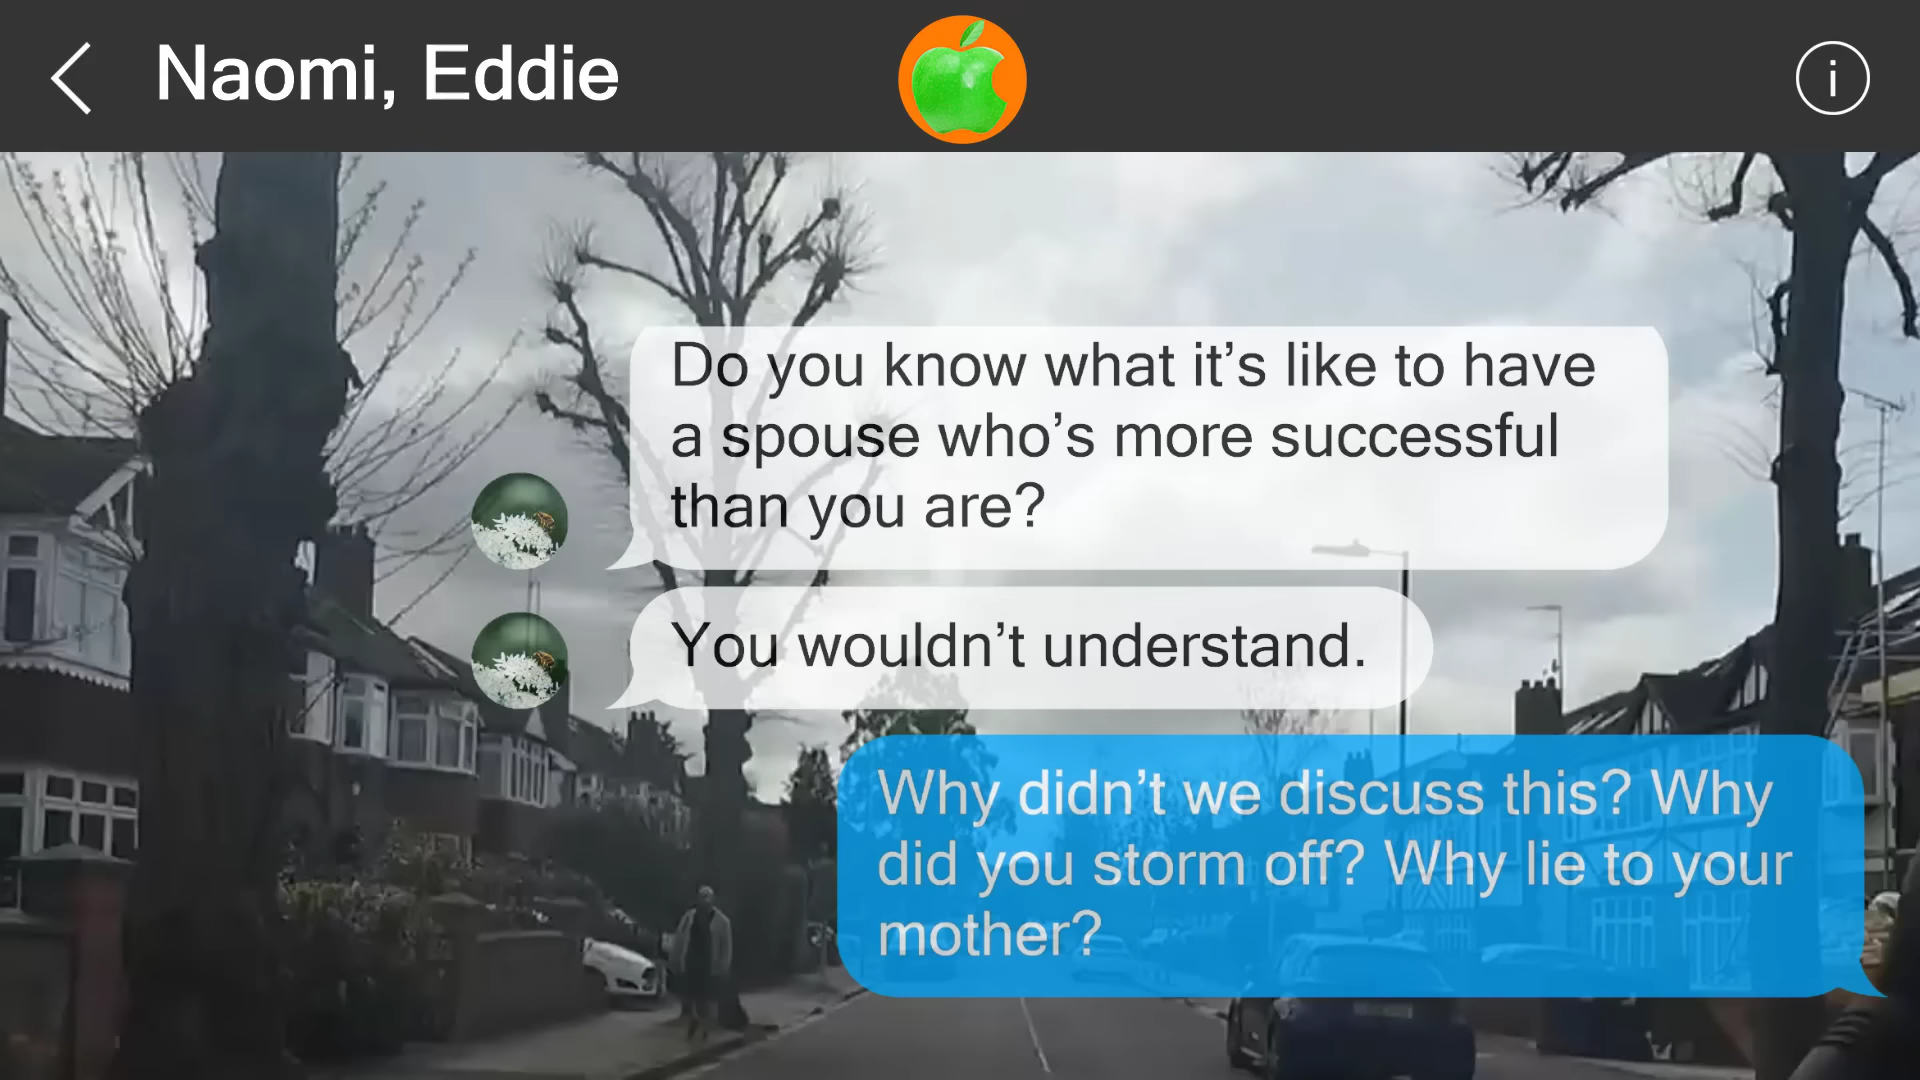 Naomi, Eddie
i
Do you know what it’s like to have
a spouse who’s more successful
than you are?
You wouldn’t understand.
Why didn’t we discuss this? Why
did you storm off? Why lie to your
mother?